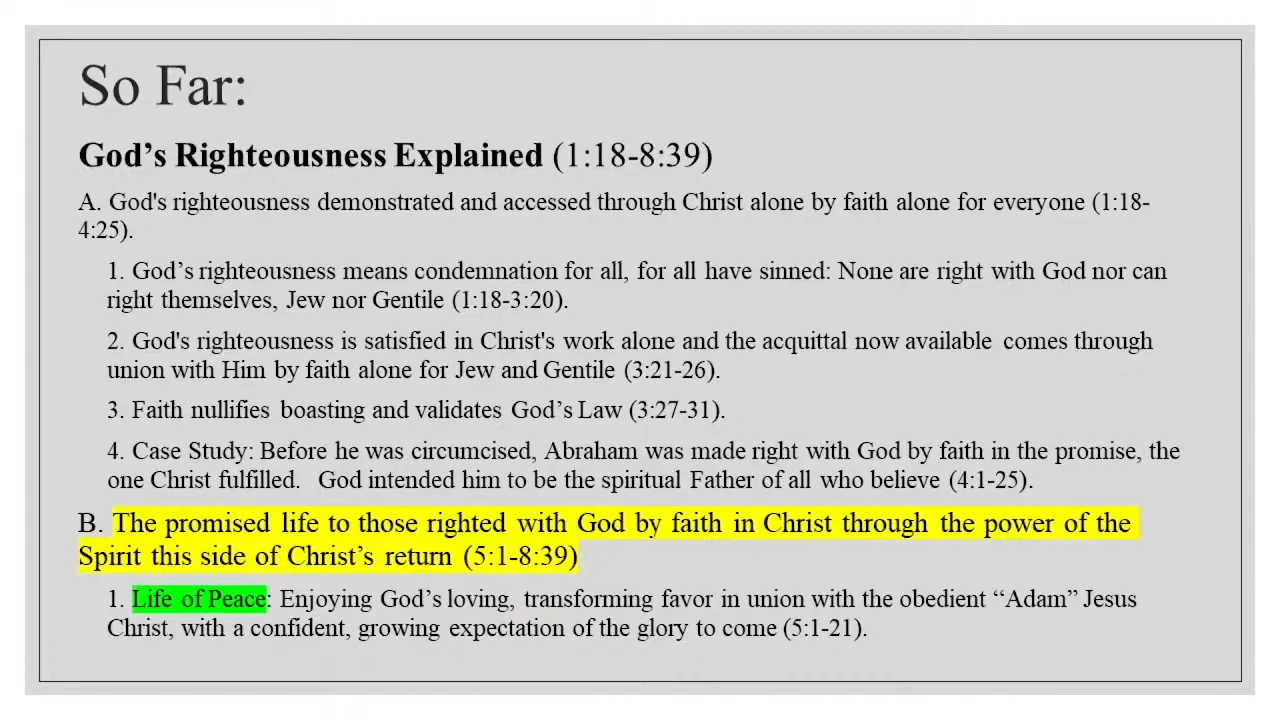 So Far:
God’s Righteousness Explained (1:18-8:39)
A. God's righteousness demonstrated and accessed through Christ alone by faith alone for everyone (1:18-
4:25).
1. God’s righteousness means condemnation for all, for all have sinned: None are right with God nor can
right themselves, Jew nor Gentile (1:18-3:20).
2. God's righteousness is satisfied in Christ's work alone and the acquittal now available comes through
union with Him by faith alone for Jew and Gentile (3:21-26).
3. Faith nullifies boasting and validates God’s Law (3:27-31).
4. Case Study: Before he was circumcised, Abraham was made right with God by faith in the promise, the
one Christ fulfilled. God intended him to be the spiritual Father of all who believe (4:1-25).
B. The promised life to those righted with God by faith in Christ through the power of the
Spirit this side of Christ’s return (5:1-8:39)
1. Life of Peace: Enjoying God’s loving, transforming favor in union with the obedient “Adam” Jesus
Christ, with a confident, growing expectation of the glory to come (5:1-21).